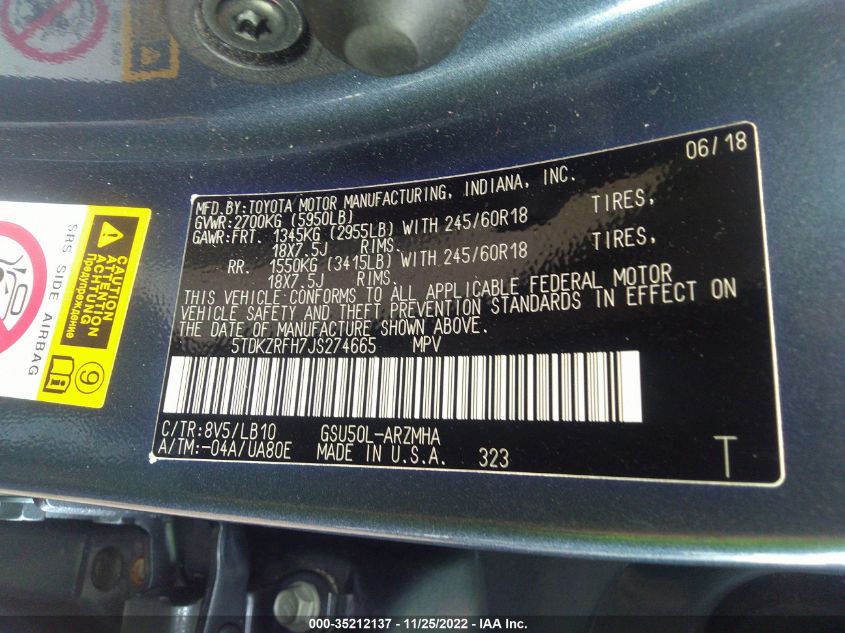 06/18
MFD.BY:TOYOTA MOTOR MANUFACTURING, INDIANA, INC.
GVWR:2700KG (5950LB)
GAWR:FRT. 1345KG (2955LB) WITH 245/60R18 TIRES,
18X7.5J RIMS.
RR. 1550KG (3415LB) WITH 245/60R18 TIRES,
18X7.5J RIMS.
THIS VEHICLE CONFORMS TO ALL APPLICABLE FEDERAL MOTOR
VEHICLE SAFETY AND THEFT PREVENTION STANDARDS IN EFFECT ON
THE DATE OF MANUFACTURE SHOWN ABOVE.
5TDKZRFH7JS274665 MPV
C/TR:8V5/LB10 GSU50L-ARZMHA
A/TM:-04A/UA80E MADE IN U.S.A. 323
T
CAUTION
ATTENTION
ACHTUNG
Предупреждение
9
SRS SIDE AIRBAG
000-35212137 - 11/25/2022 - IAA Inc.